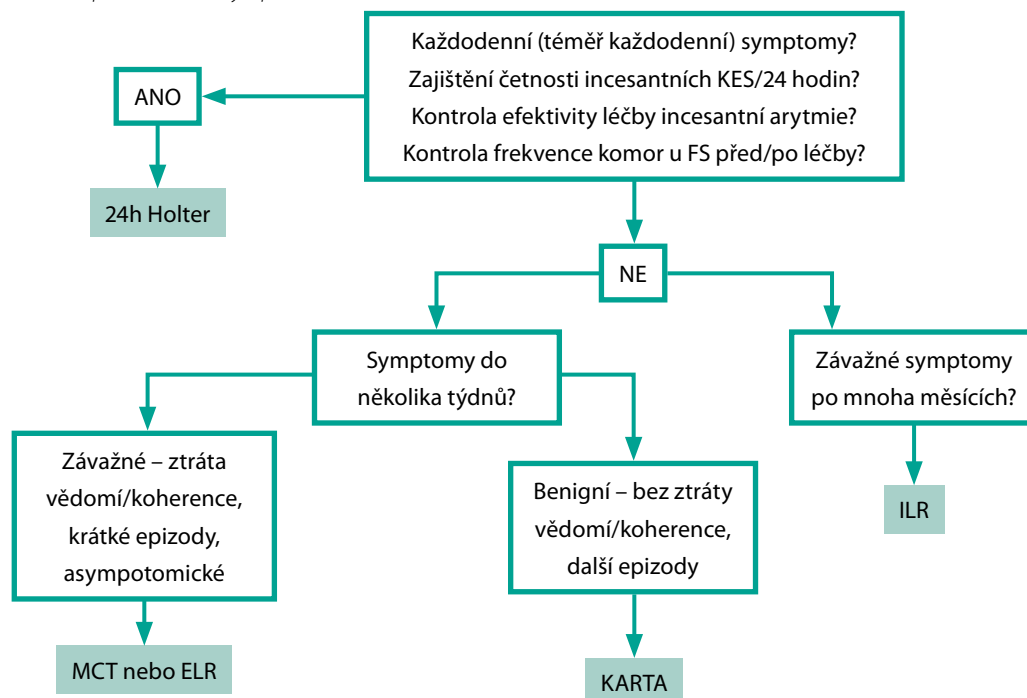 Každodenní (téměř každodenní) symptomy?
Zajištění četnosti incesantních KES/24 hodin?
Kontrola efektivity léčby incesantní arytmie?
Kontrola frekvence komor u FS před/po léčby?
ANO
24h Holter
NE
Symptomy do
několika týdnů?
Závažné symptomy
po mnoha měsících?
Závažné – ztráta
vědomí/koherence,
krátké epizody,
asympotomické
Benigní – bez ztráty
vědomí/koherence,
další epizody
ILR
MCT nebo ELR
KARTA